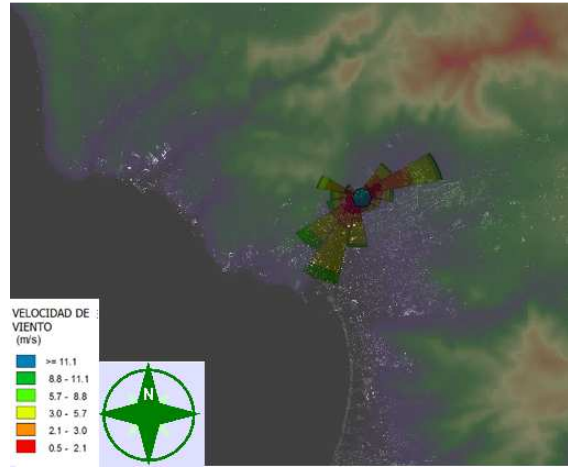 VELOCIDAD DE
VIENTO
(m/s)
>= 11.1
8.8 - 11.1
5.7 - 8.8
3.0 - 5.7
2.1 - 3.0
0.5 - 2.1
N